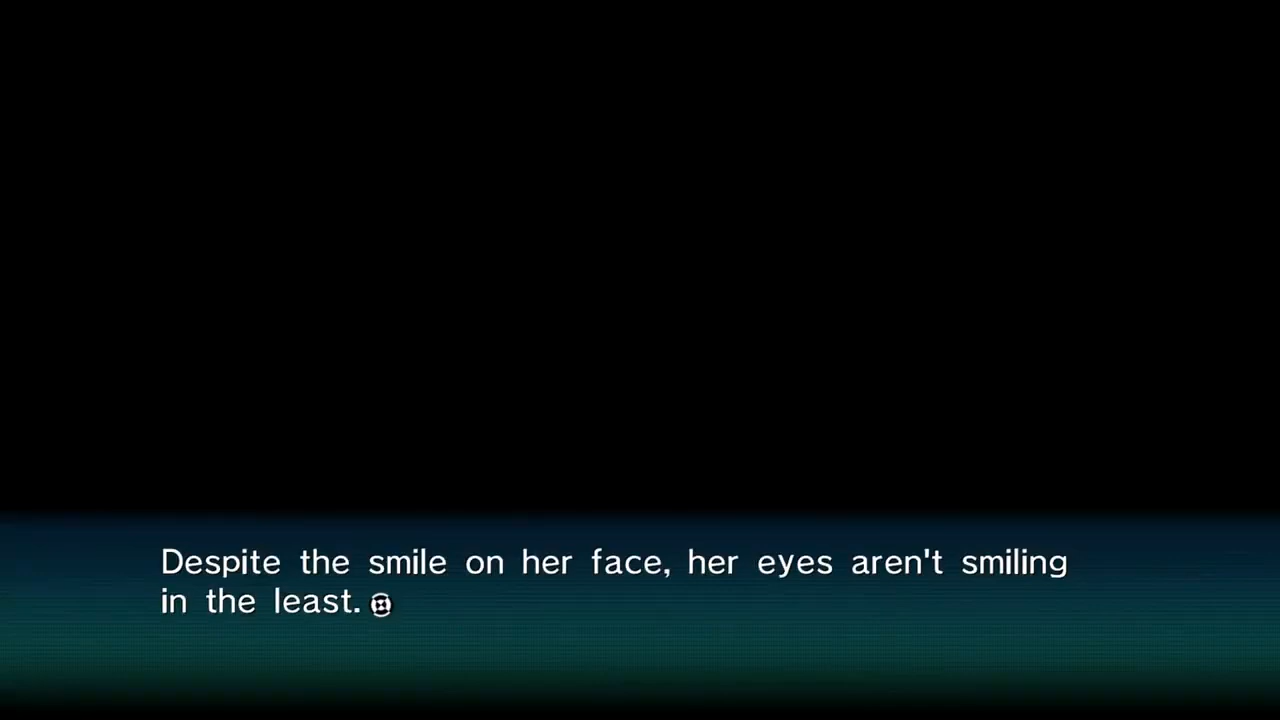 Despite the smile on her face, her eyes aren't smiling
in the least.